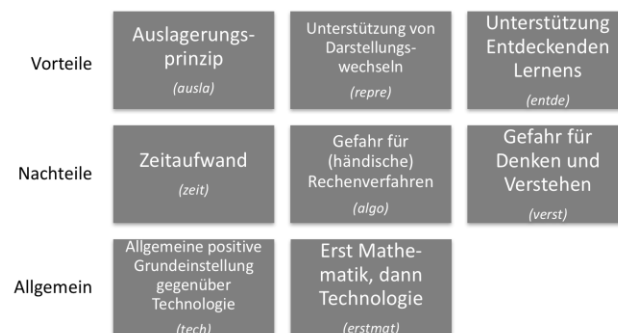 Vorteile
Auslagerungs-
prinzip
(ausla)
Unterstützung von
Darstellungs-
wechseln
(repre)
Unterstützung
Entdeckenden
Lernens
(entde)
Nachteile
Zeitaufwand
(zeit)
Gefahr für
(händische)
Rechenverfahren
(algo)
Gefahr für
Denken und
Verstehen
(verst)
Allgemein
Allgemeine positive
Grundeinstellung
gegenüber
Technologie
(tech)
Erst Mathe-
matik, dann
Technologie
(erstmat)